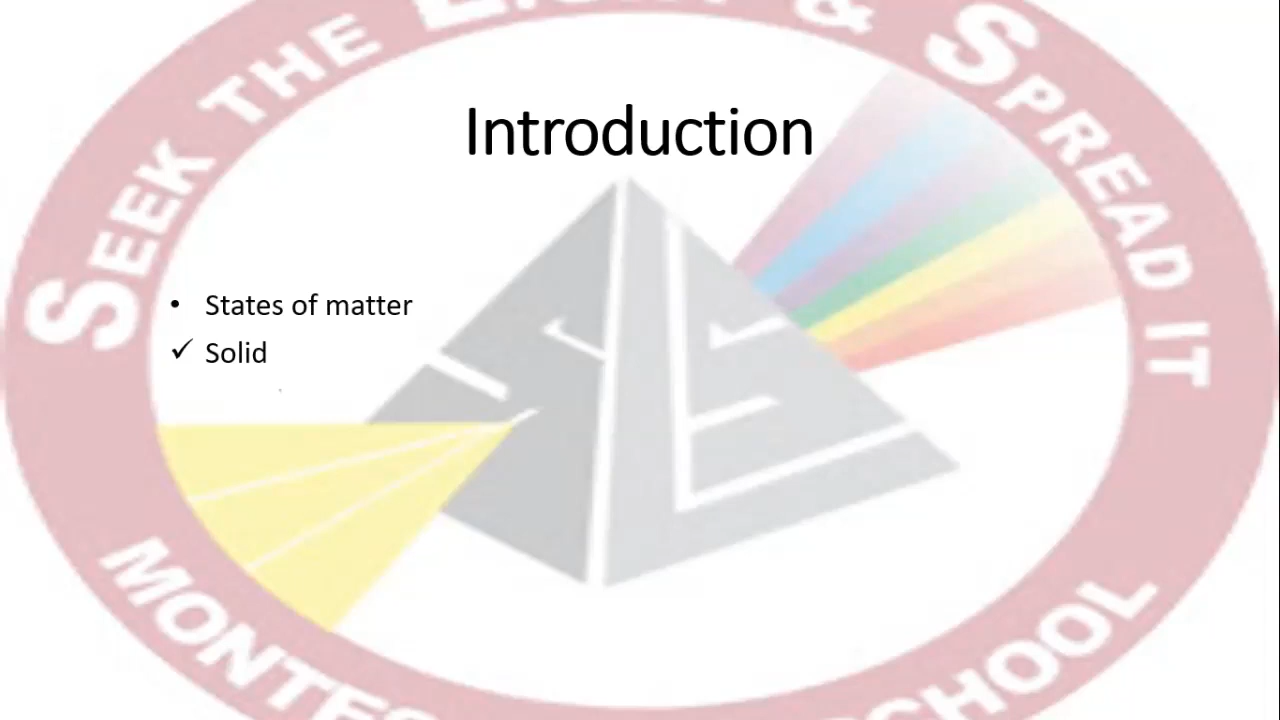 SEEK THE & SPREAD IT
Introduction
• States of matter
✓ Solid
SCHOOL